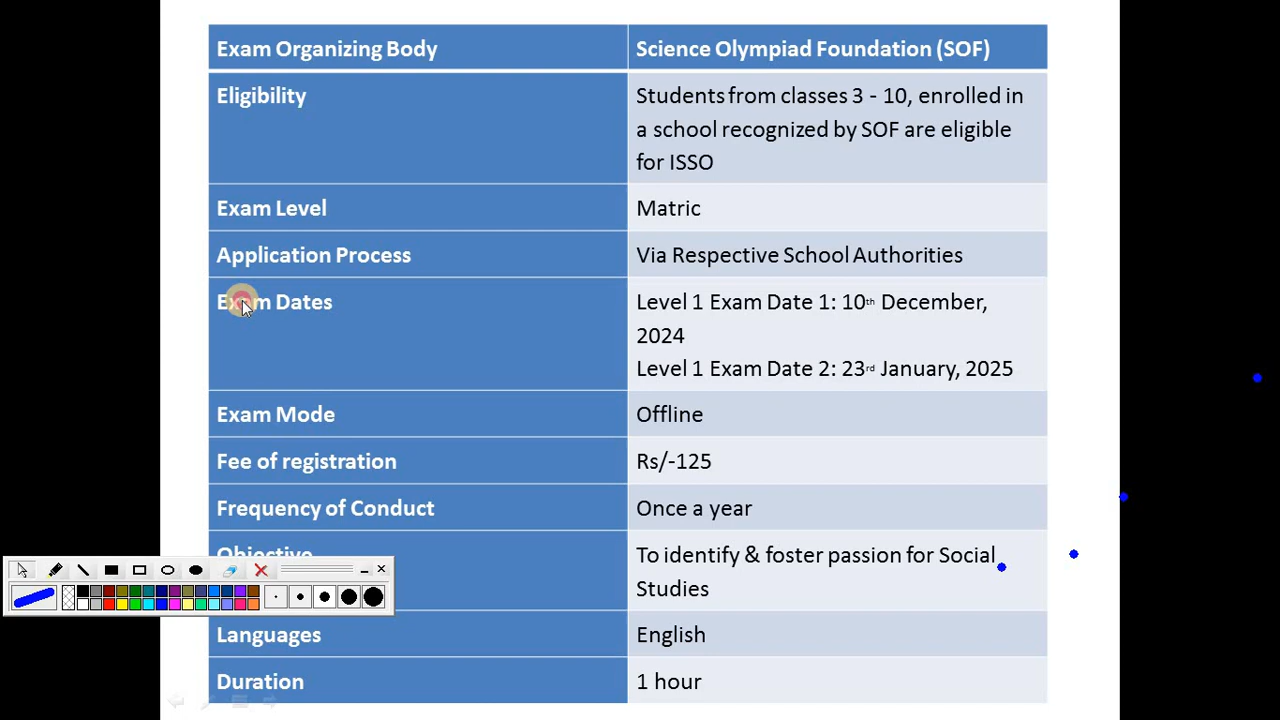 Exam Organizing Body
Science Olympiad Foundation (SOF)
Eligibility
Students from classes 3 - 10, enrolled in
a school recognized by SOF are eligible
for ISSO
Exam Level
Matric
Application Process
Via Respective School Authorities
Exam Dates
Level 1 Exam Date 1: 10th December,
2024
Level 1 Exam Date 2: 23rd January, 2025
Exam Mode
Offline
Fee of registration
Rs/-125
Frequency of Conduct
Once a year
Objective
To identify & foster passion for Social
Studies
Languages
English
Duration
1 hour